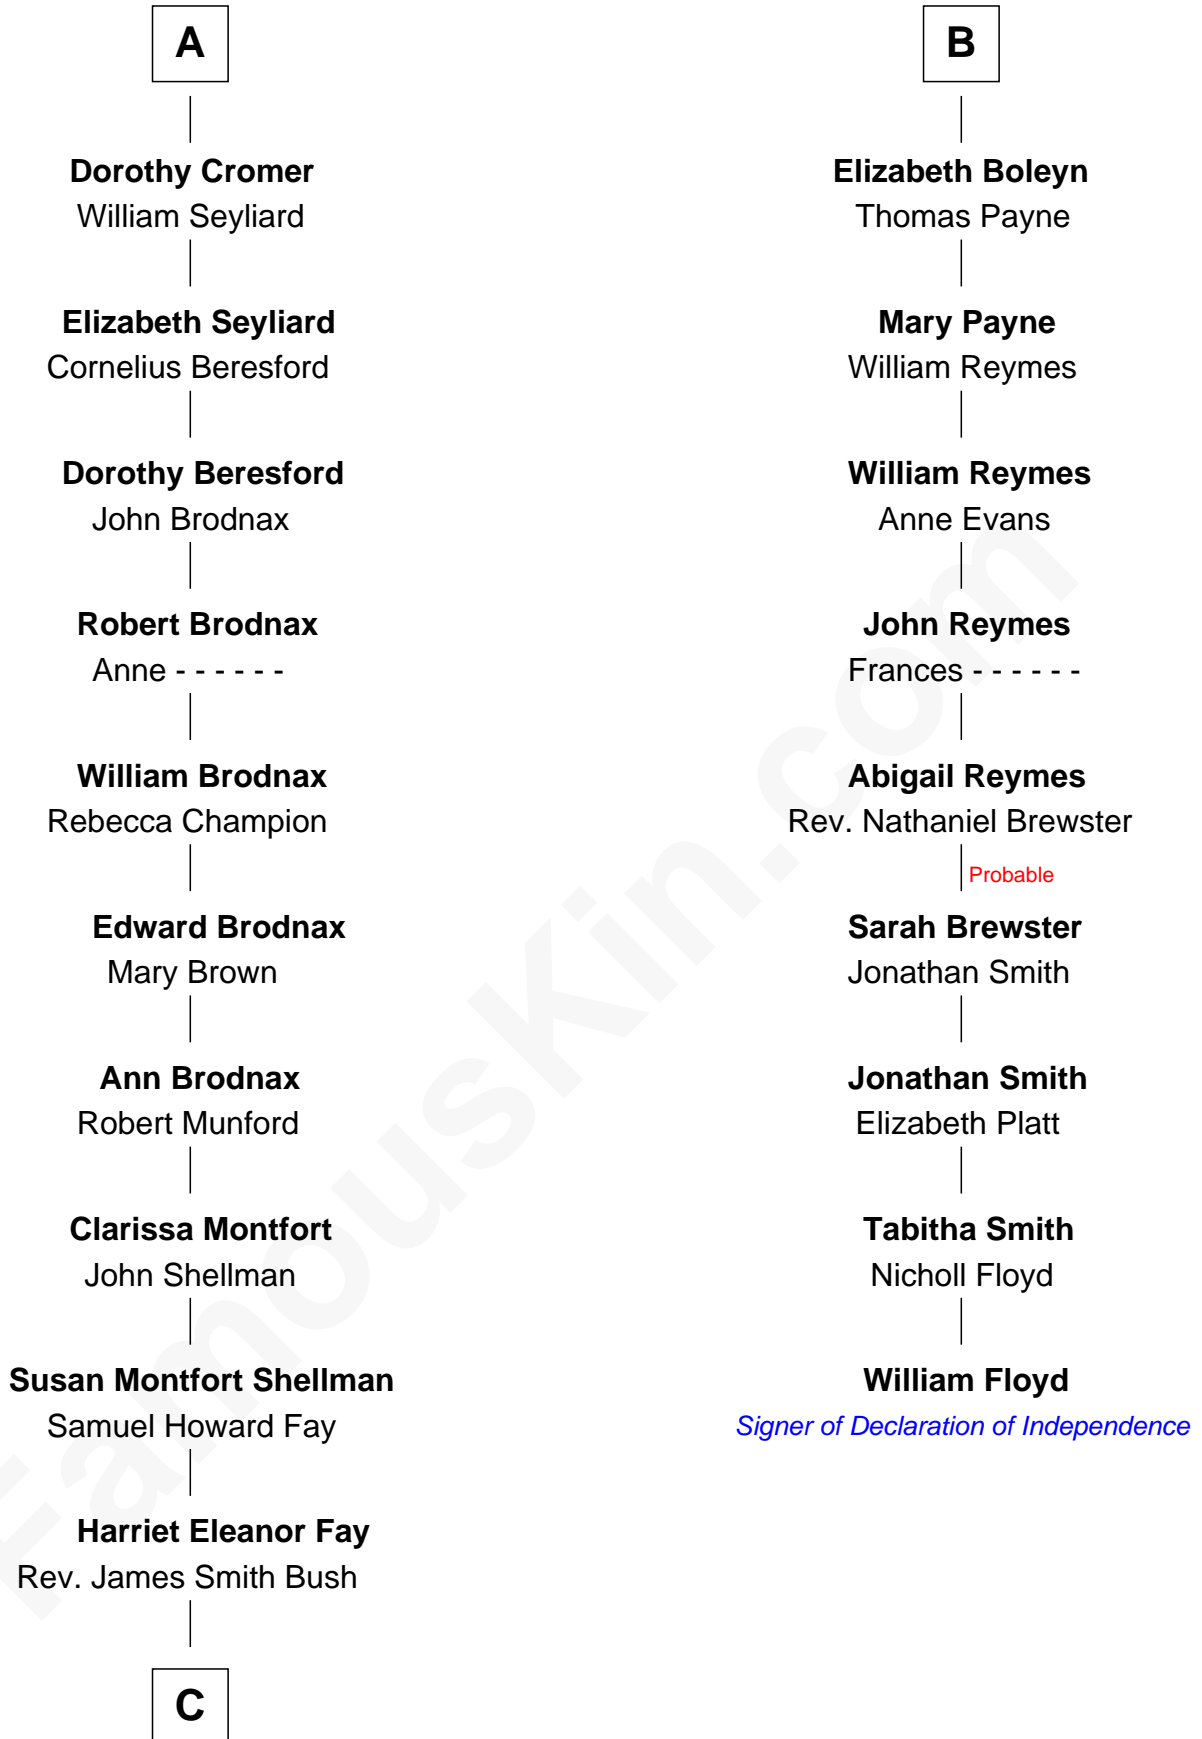 A
Dorothy Cromer
William Seyliard
Elizabeth Seyliard
Cornelius Beresford
Dorothy Beresford
John Brodnax
Robert Brodnax
Anne - - - - - -
William Brodnax
Rebecca Champion
Edward Brodnax
Mary Brown
Ann Brodnax
Robert Munford
Clarissa Montfort
John Shellman
Susan Montfort Shellman
Samuel Howard Fay
Harriet Eleanor Fay
Rev. James Smith Bush
C
B
Elizabeth Boleyn
Thomas Payne
Mary Payne
William Reymes
William Reymes
Anne Evans
John Reymes
Frances - - - - - -
Abigail Reymes
Rev. Nathaniel Brewster
Probable
Sarah Brewster
Jonathan Smith
Jonathan Smith
Elizabeth Platt
Tabitha Smith
Nicholl Floyd
William Floyd
Signer of Declaration of Independence
FamousKin.com